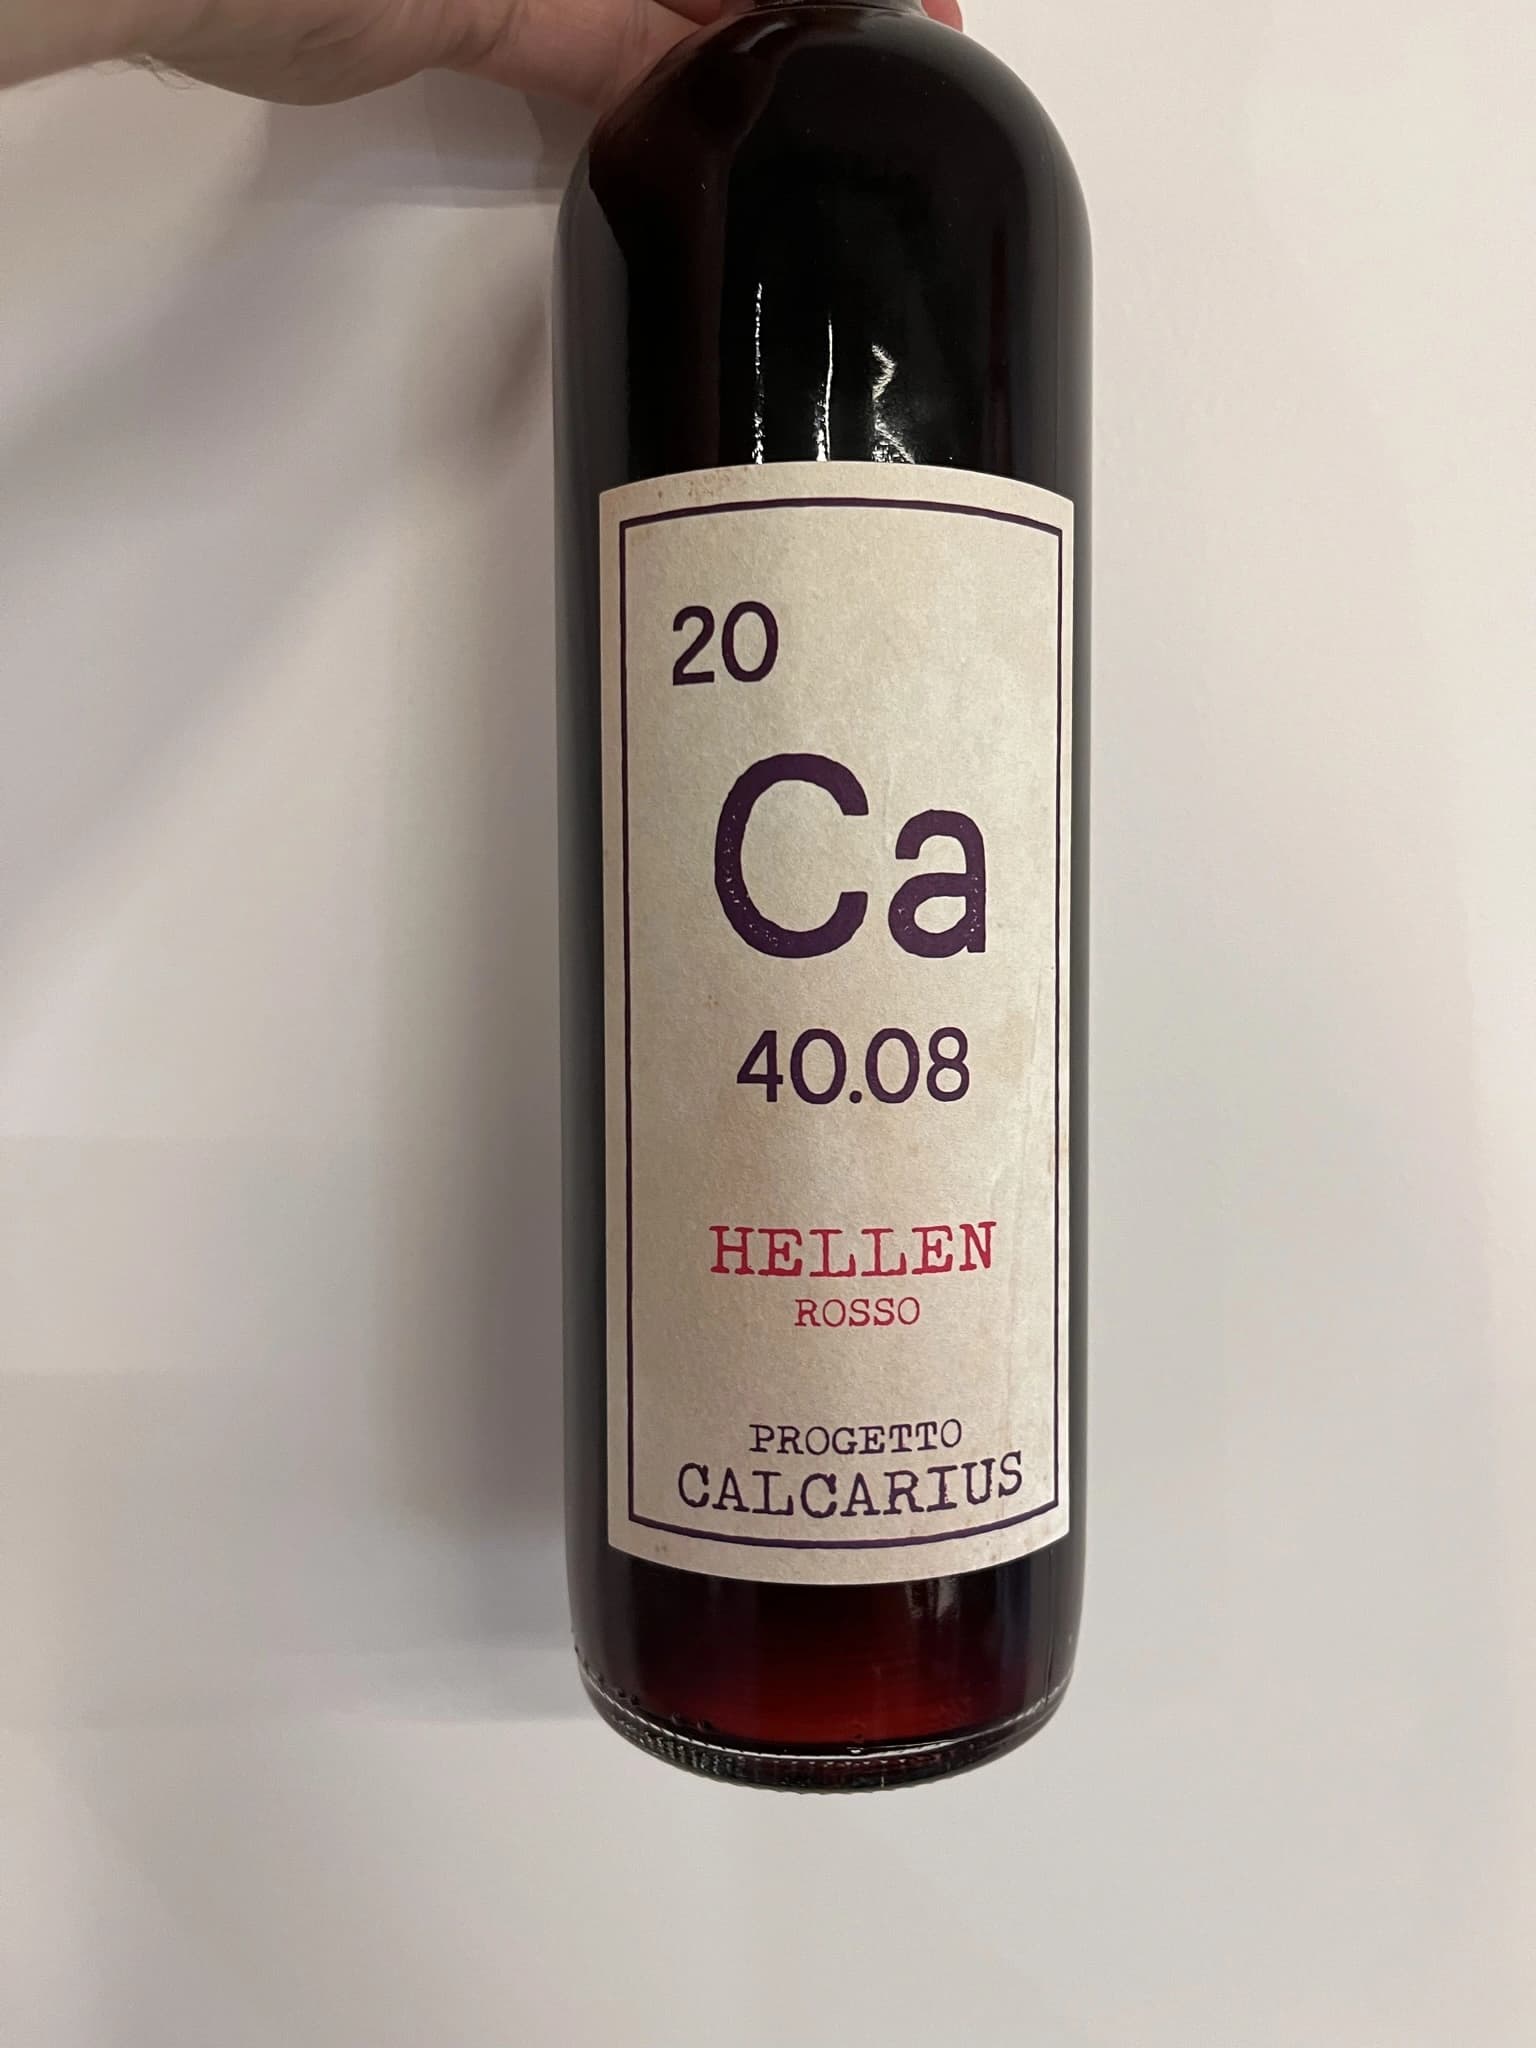 20
Ca
40.08
HELLEN
ROSSO
PROGETTO
CALCARIUS